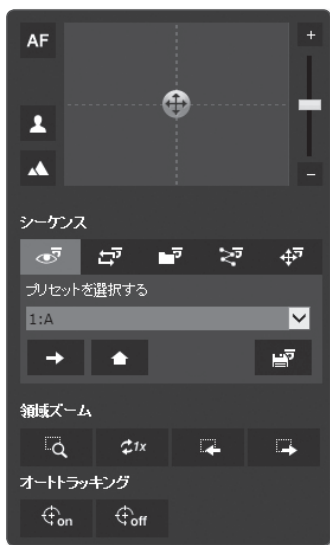 AF
+
−
シーケンス
プリセットを選択する
1:A
領域ズーム
1x
オートトラッキング
on
off